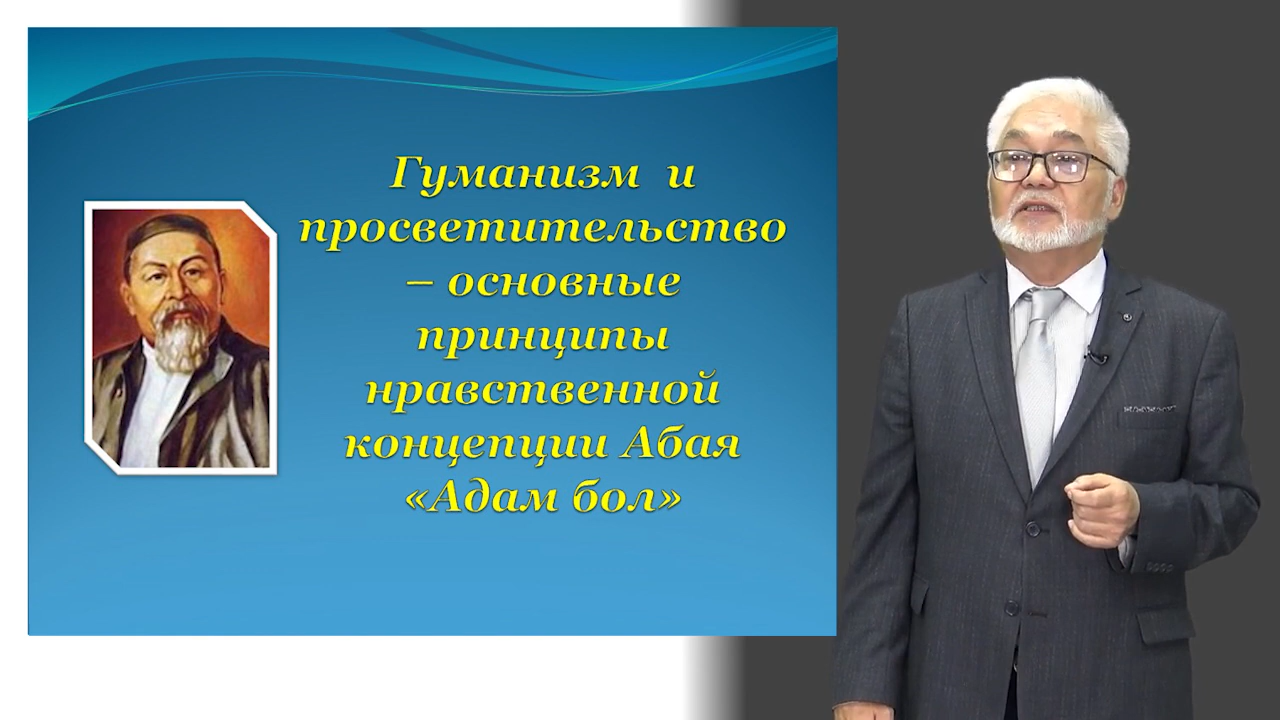 Гуманизм и
просветительство
– основные
принципы
нравственной
концепции Абая
«Адам бол»